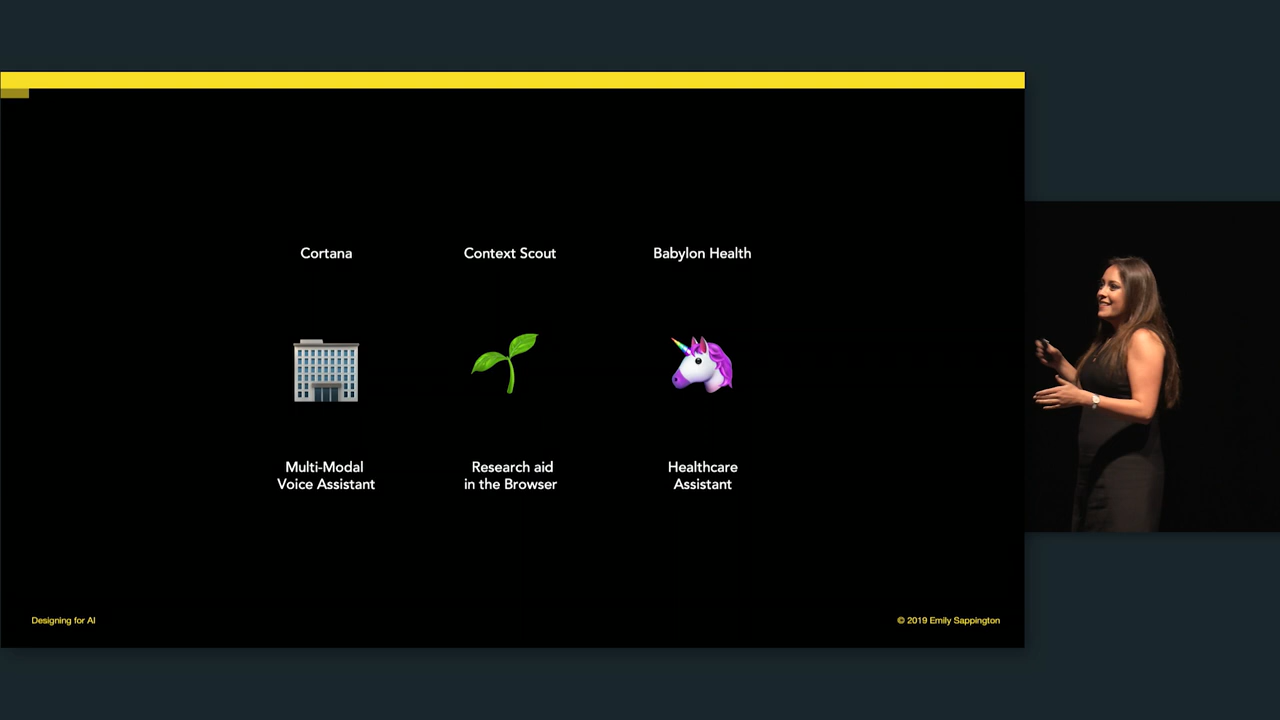 Cortana
Context Scout
Babylon Health
Multi-Modal
Voice Assistant
Research aid
in the Browser
Healthcare
Assistant
Designing for AI
© 2019 Emily Sappington